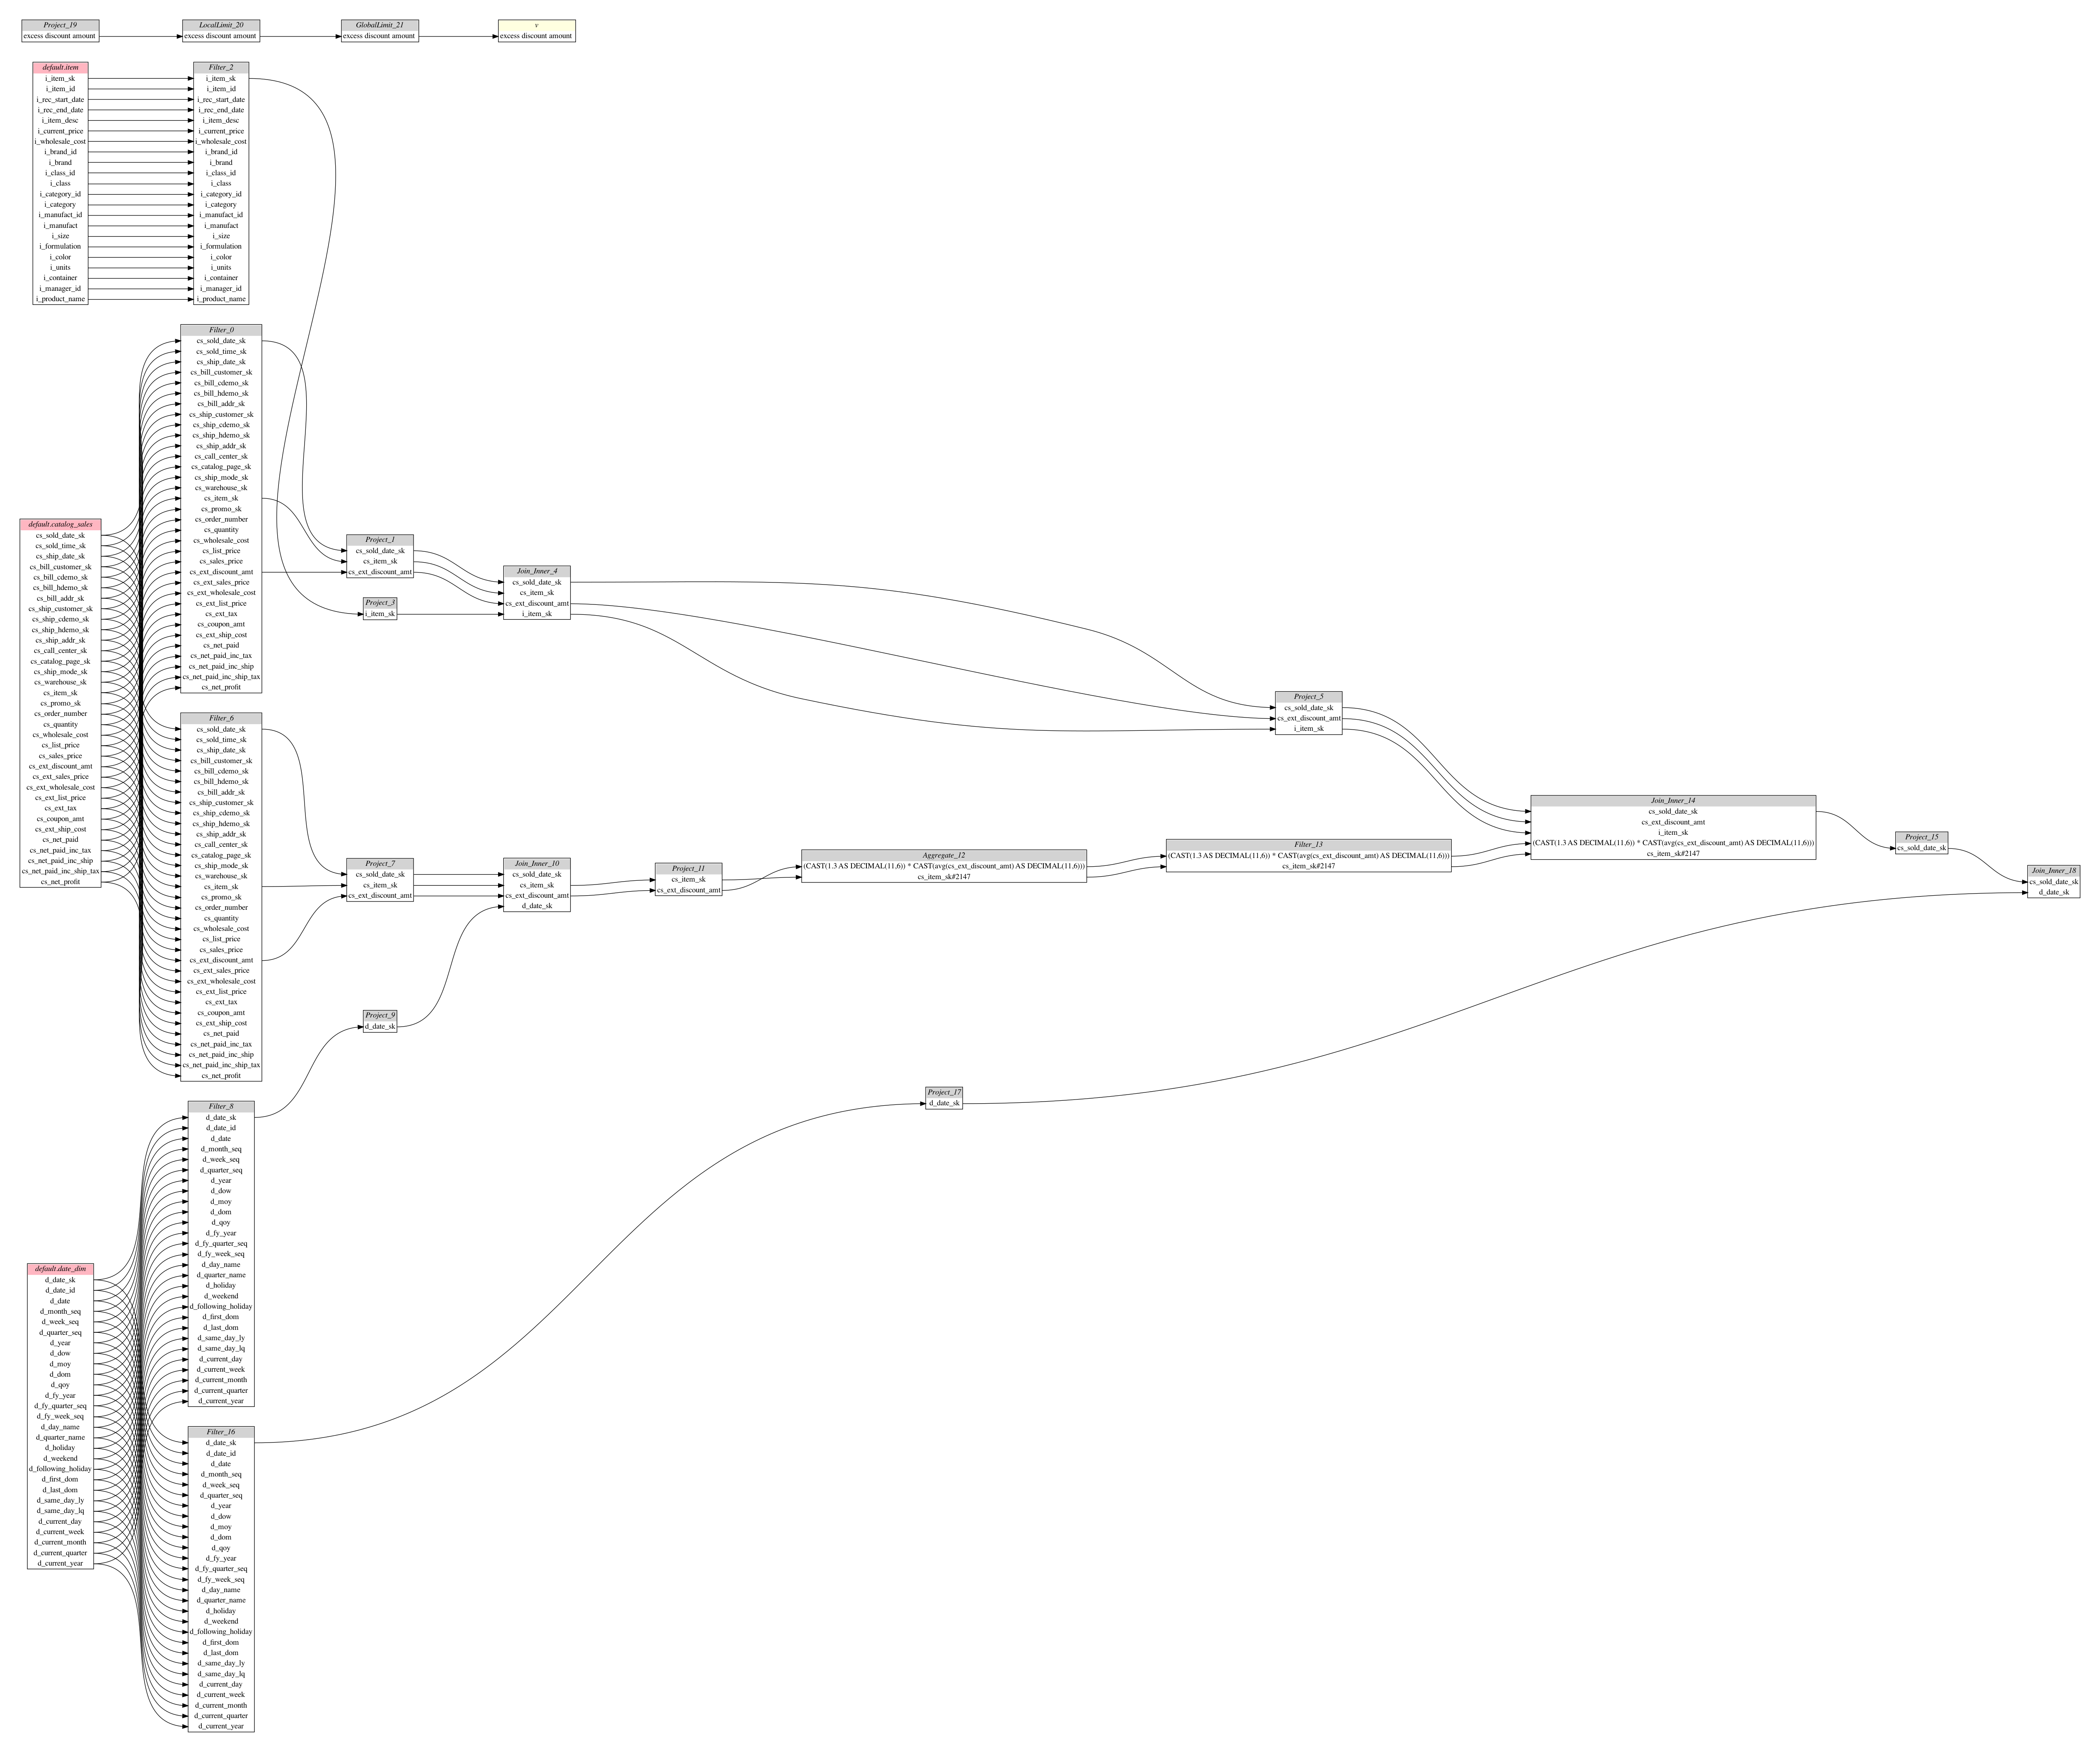 Project_19
excess discount amount
LocalLimit_20
excess discount amount
GlobalLimit_21
excess discount amount
v
excess discount amount
default.item
i_item_sk
i_item_id
i_rec_start_date
i_rec_end_date
i_item_desc
i_current_price
i_wholesale_cost
i_brand_id
i_brand
i_class_id
i_class
i_category_id
i_category
i_manufact_id
i_manufact
i_size
i_formulation
i_color
i_units
i_container
i_manager_id
i_product_name
Filter_2
i_item_sk
i_item_id
i_rec_start_date
i_rec_end_date
i_item_desc
i_current_price
i_wholesale_cost
i_brand_id
i_brand
i_class_id
i_class
i_category_id
i_category
i_manufact_id
i_manufact
i_size
i_formulation
i_color
i_units
i_container
i_manager_id
i_product_name
default.catalog_sales
cs_sold_date_sk
cs_sold_time_sk
cs_ship_date_sk
cs_bill_customer_sk
cs_bill_cdemo_sk
cs_bill_hdemo_sk
cs_bill_addr_sk
cs_ship_customer_sk
cs_ship_cdemo_sk
cs_ship_hdemo_sk
cs_ship_addr_sk
cs_call_center_sk
cs_catalog_page_sk
cs_ship_mode_sk
cs_warehouse_sk
cs_item_sk
cs_promo_sk
cs_order_number
cs_quantity
cs_wholesale_cost
cs_list_price
cs_sales_price
cs_ext_discount_amt
cs_ext_sales_price
cs_ext_wholesale_cost
cs_ext_list_price
cs_ext_tax
cs_coupon_amt
cs_ext_ship_cost
cs_net_paid
cs_net_paid_inc_tax
cs_net_paid_inc_ship
cs_net_paid_inc_ship_tax
cs_net_profit
Filter_0
cs_sold_date_sk
cs_sold_time_sk
cs_ship_date_sk
cs_bill_customer_sk
cs_bill_cdemo_sk
cs_bill_hdemo_sk
cs_bill_addr_sk
cs_ship_customer_sk
cs_ship_cdemo_sk
cs_ship_hdemo_sk
cs_ship_addr_sk
cs_call_center_sk
cs_catalog_page_sk
cs_ship_mode_sk
cs_warehouse_sk
cs_item_sk
cs_promo_sk
cs_order_number
cs_quantity
cs_wholesale_cost
cs_list_price
cs_sales_price
cs_ext_discount_amt
cs_ext_sales_price
cs_ext_wholesale_cost
cs_ext_list_price
cs_ext_tax
cs_coupon_amt
cs_ext_ship_cost
cs_net_paid
cs_net_paid_inc_tax
cs_net_paid_inc_ship
cs_net_paid_inc_ship_tax
cs_net_profit
Filter_6
cs_sold_date_sk
cs_sold_time_sk
cs_ship_date_sk
cs_bill_customer_sk
cs_bill_cdemo_sk
cs_bill_hdemo_sk
cs_bill_addr_sk
cs_ship_customer_sk
cs_ship_cdemo_sk
cs_ship_hdemo_sk
cs_ship_addr_sk
cs_call_center_sk
cs_catalog_page_sk
cs_ship_mode_sk
cs_warehouse_sk
cs_item_sk
cs_promo_sk
cs_order_number
cs_quantity
cs_wholesale_cost
cs_list_price
cs_sales_price
cs_ext_discount_amt
cs_ext_sales_price
cs_ext_wholesale_cost
cs_ext_list_price
cs_ext_tax
cs_coupon_amt
cs_ext_ship_cost
cs_net_paid
cs_net_paid_inc_tax
cs_net_paid_inc_ship
cs_net_paid_inc_ship_tax
cs_net_profit
Project_1
cs_sold_date_sk
cs_item_sk
cs_ext_discount_amt
Project_3
i_item_sk
Join_Inner_4
cs_sold_date_sk
cs_item_sk
cs_ext_discount_amt
i_item_sk
Project_5
cs_sold_date_sk
cs_ext_discount_amt
i_item_sk
Project_7
cs_sold_date_sk
cs_item_sk
cs_ext_discount_amt
Join_Inner_10
cs_sold_date_sk
cs_item_sk
cs_ext_discount_amt
d_date_sk
Project_11
cs_item_sk
cs_ext_discount_amt
Aggregate_12
(CAST(1.3 AS DECIMAL(11,6)) * CAST(avg(cs_ext_discount_amt) AS DECIMAL(11,6)))
cs_item_sk#2147
Filter_13
(CAST(1.3 AS DECIMAL(11,6)) * CAST(avg(cs_ext_discount_amt) AS DECIMAL(11,6)))
cs_item_sk#2147
Join_Inner_14
cs_sold_date_sk
cs_ext_discount_amt
i_item_sk
(CAST(1.3 AS DECIMAL(11,6)) * CAST(avg(cs_ext_discount_amt) AS DECIMAL(11,6)))
cs_item_sk#2147
Project_15
cs_sold_date_sk
Join_Inner_18
cs_sold_date_sk
d_date_sk
Project_9
d_date_sk
Project_17
d_date_sk
default.date_dim
d_date_sk
d_date_id
d_date
d_month_seq
d_week_seq
d_quarter_seq
d_year
d_dow
d_moy
d_dom
d_qoy
d_fy_year
d_fy_quarter_seq
d_fy_week_seq
d_day_name
d_quarter_name
d_holiday
d_weekend
d_following_holiday
d_first_dom
d_last_dom
d_same_day_ly
d_same_day_lq
d_current_day
d_current_week
d_current_month
d_current_quarter
d_current_year
Filter_8
d_date_sk
d_date_id
d_date
d_month_seq
d_week_seq
d_quarter_seq
d_year
d_dow
d_moy
d_dom
d_qoy
d_fy_year
d_fy_quarter_seq
d_fy_week_seq
d_day_name
d_quarter_name
d_holiday
d_weekend
d_following_holiday
d_first_dom
d_last_dom
d_same_day_ly
d_same_day_lq
d_current_day
d_current_week
d_current_month
d_current_quarter
d_current_year
Filter_16
d_date_sk
d_date_id
d_date
d_month_seq
d_week_seq
d_quarter_seq
d_year
d_dow
d_moy
d_dom
d_qoy
d_fy_year
d_fy_quarter_seq
d_fy_week_seq
d_day_name
d_quarter_name
d_holiday
d_weekend
d_following_holiday
d_first_dom
d_last_dom
d_same_day_ly
d_same_day_lq
d_current_day
d_current_week
d_current_month
d_current_quarter
d_current_year